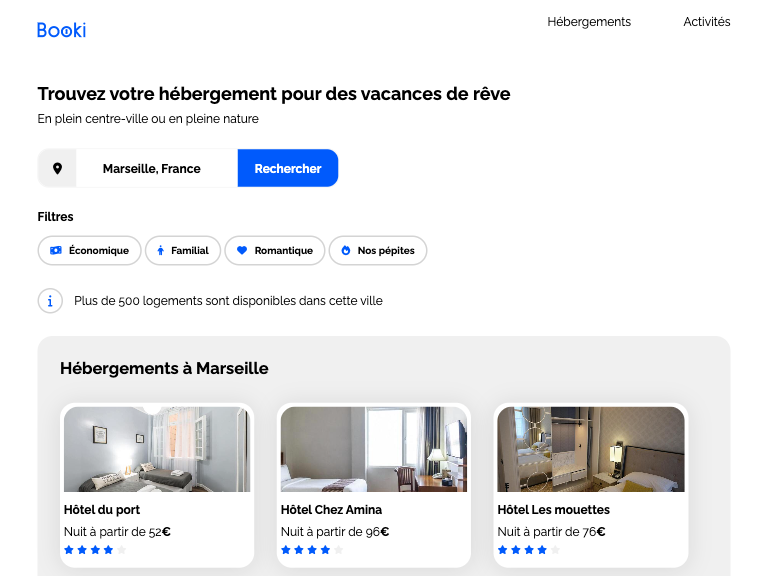 Booki
Hébergements
Activités
Trouvez votre hébergement pour des vacances de rêve
En plein centre-ville ou en pleine nature
Marseille, France
Rechercher
Filtres
Économique
Familial
Romantique
Nos pépites
Plus de 500 logements sont disponibles dans cette ville
Hébergements à Marseille
Hôtel du port
Nuit à partir de 52€
Hôtel Chez Amina
Nuit à partir de 96€
Hôtel Les mouettes
Nuit à partir de 76€